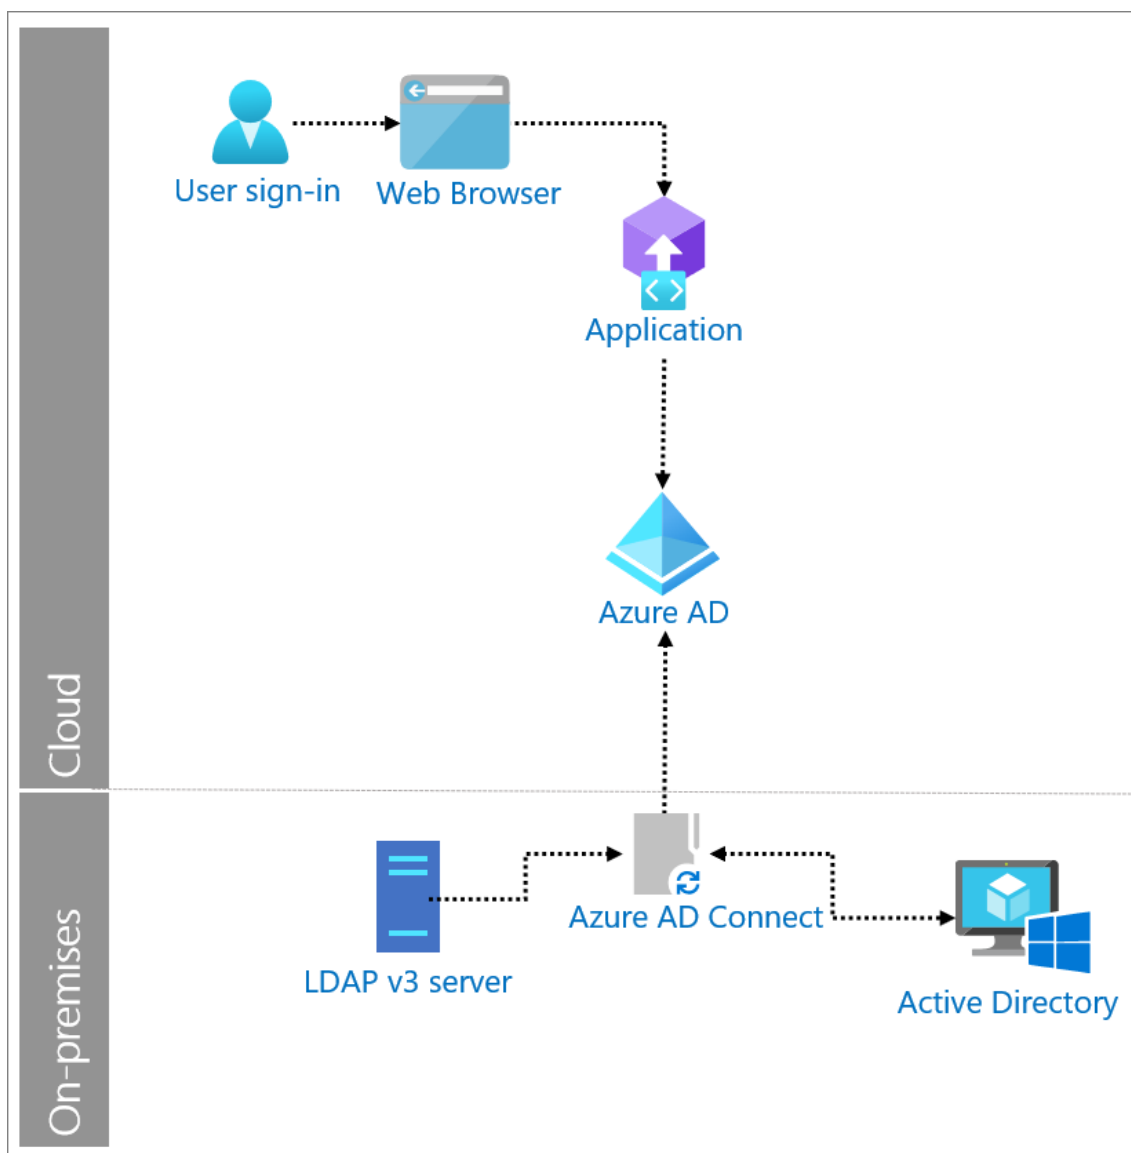 User sign-in
Web Browser
Application
Azure AD
Cloud
Azure AD Connect
LDAP v3 server
Active Directory
On-premises